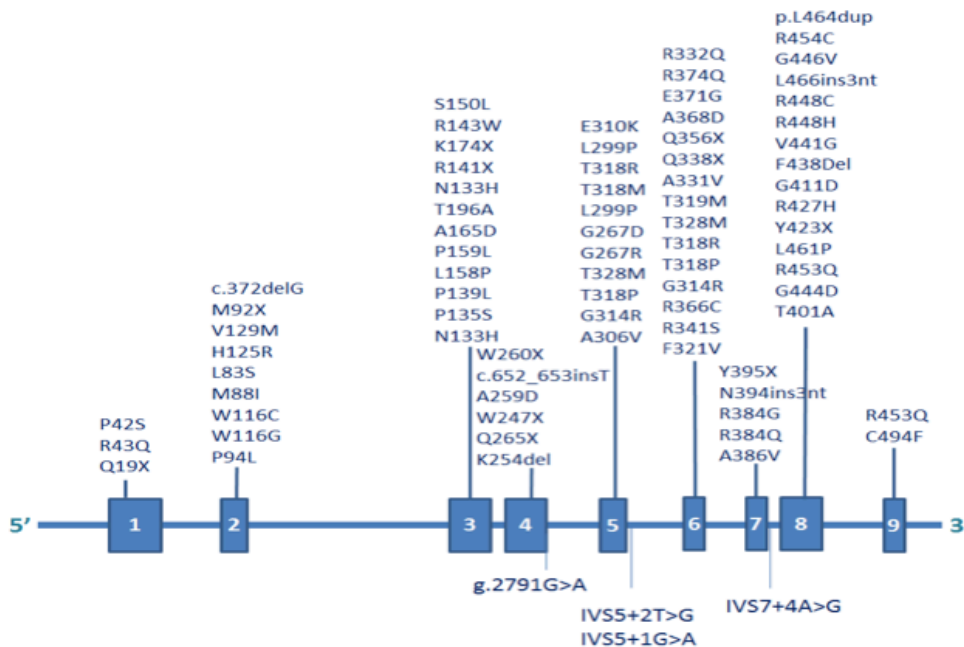 P42S
R43Q
Q19X
c.372delG
M92X
V129M
H125R
L83S
M88I
W116C
W116G
P94L
S150L
R143W
K174X
R141X
N133H
T196A
A165D
P159L
L158P
P139L
P135S
N133H
W260X
c.652_653insT
A259D
W247X
Q265X
K254del
E310K
L299P
T318R
T318M
L299P
G267D
G267R
T328M
T318P
G314R
A306V
R332Q
R374Q
E371G
A368D
Q356X
Q338X
A331V
T319M
T328M
T318R
T318P
G314R
R366C
R341S
F321V
Y395X
N394ins3nt
R384G
R384Q
A386V
p.L464dup
R454C
G446V
L466ins3nt
R448C
R448H
V441G
F438Del
G411D
R427H
Y423X
L461P
R453Q
G444D
T401A
R453Q
C494F
5' 1 2 3 4 5 6 7 8 9 3
g.2791G>A
IVS5+2T>G
IVS5+1G>A
IVS7+4A>G